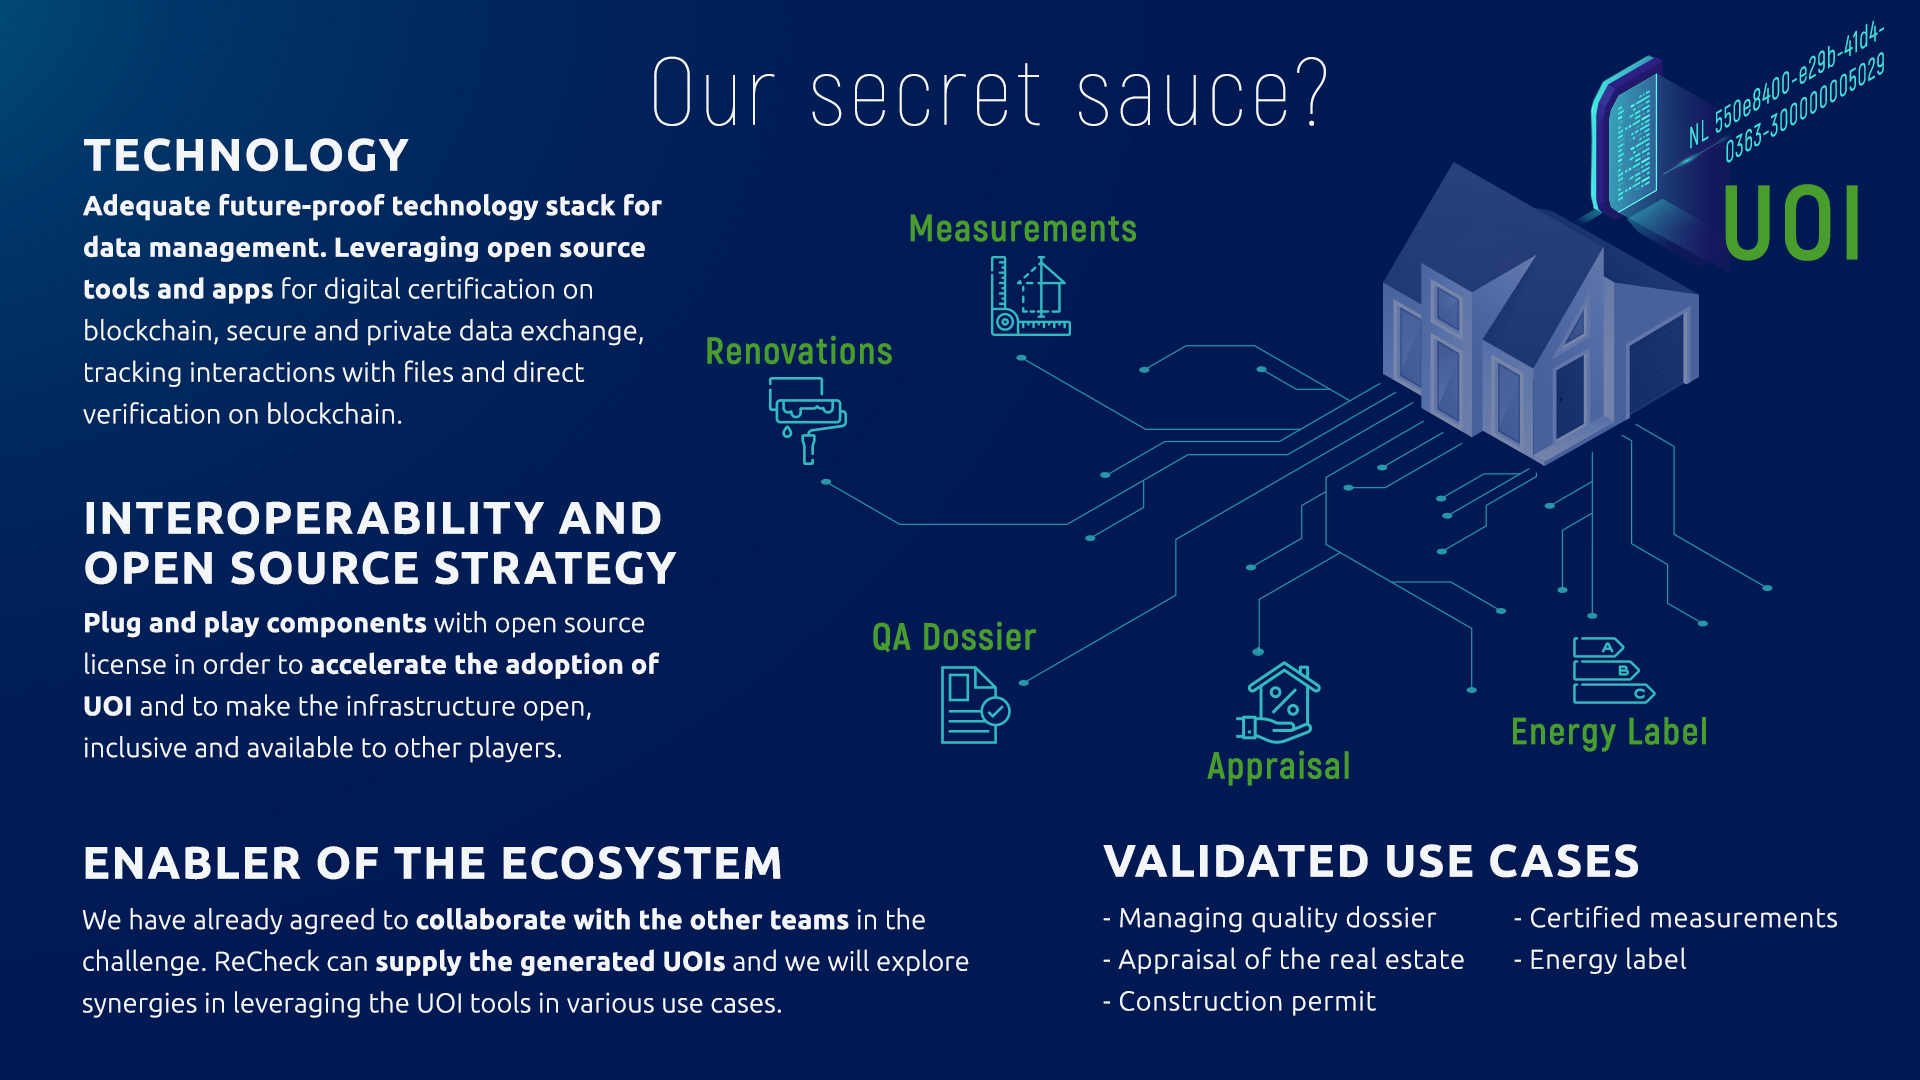 Our secret sauce?
NL 550e8400-e29b-41d4-
0363-300000005029
UOI
TECHNOLOGY
Adequate future-proof technology stack for
data management. Leveraging open source
tools and apps for digital certification on
blockchain, secure and private data exchange,
tracking interactions with files and direct
verification on blockchain.
Measurements
Renovations
INTEROPERABILITY AND
OPEN SOURCE STRATEGY
Plug and play components with open source
license in order to accelerate the adoption of
UOI and to make the infrastructure open,
inclusive and available to other players.
QA Dossier
Appraisal
A
B
C
Energy Label
ENABLER OF THE ECOSYSTEM
We have already agreed to collaborate with the other teams in the
challenge. ReCheck can supply the generated UOIs and we will explore
synergies in leveraging the UOI tools in various use cases.
VALIDATED USE CASES
- Managing quality dossier
- Appraisal of the real estate
- Construction permit
- Certified measurements
- Energy label